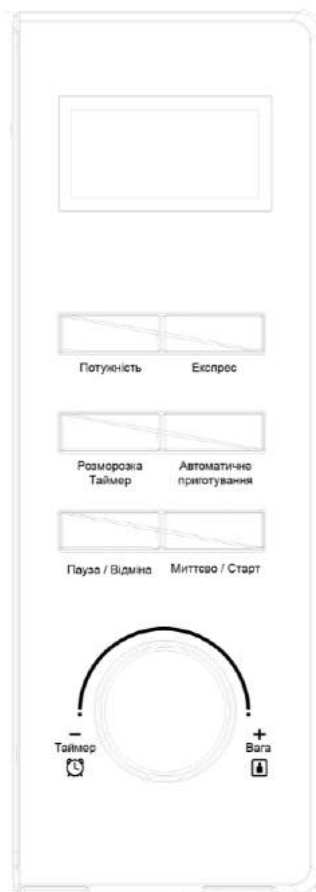 Потужність Експрес
Розморозка Автоматичне
Таймер приготування
Пауза / Відміна Миттєво / Старт
− +
Таймер Вага